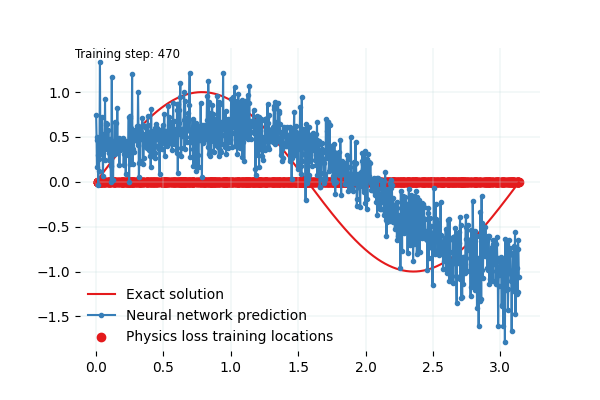 Training step: 470
1.0
0.5
0.0
−0.5
−1.0
−1.5
Exact solution
Neural network prediction
Physics loss training locations
0.0 0.5 1.0 1.5 2.0 2.5 3.0